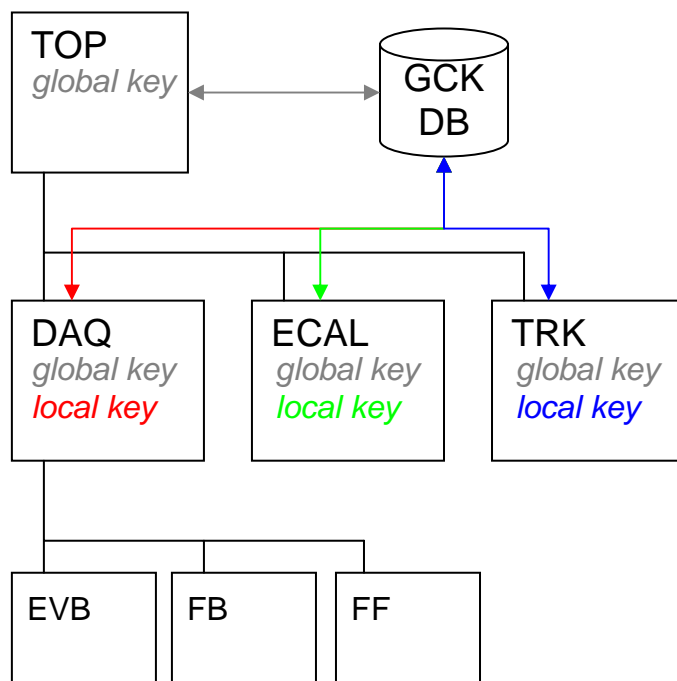 TOP
global key
GCK
DB
DAQ
global key
local key
ECAL
global key
local key
TRK
global key
local key
EVB
FB
FF